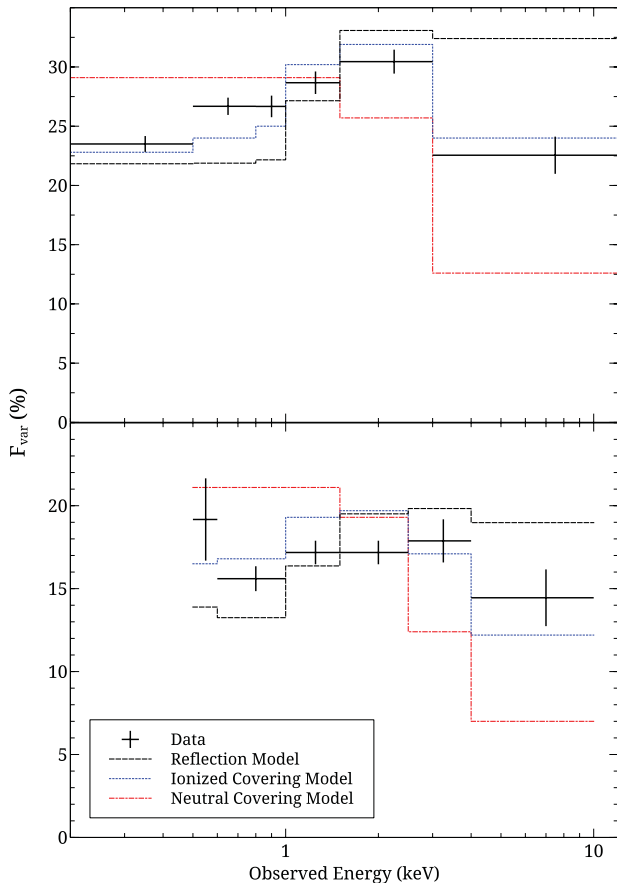 30
25
20
15
10
5
0
F_var (%)
20
15
10
5
0
Data
Reflection Model
Ionized Covering Model
Neutral Covering Model
1
10
Observed Energy (keV)